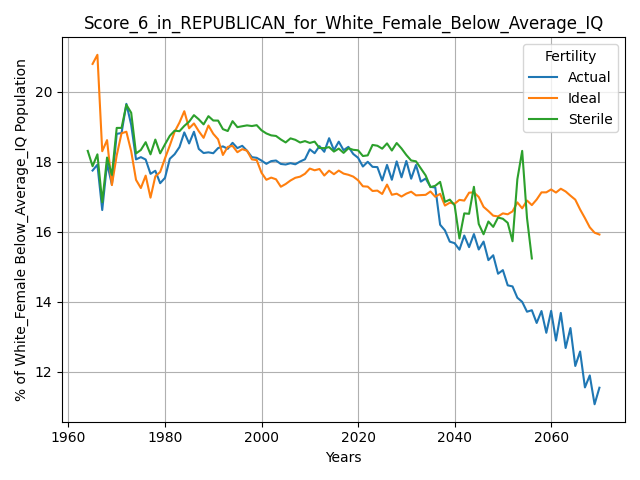 Score_6_in_REPUBLICAN_for_White_Female_Below_Average_IQ
% of White_Female Below_Average_IQ Population
20
18
16
14
12
Fertility
Actual
Ideal
Sterile
1960
1980
2000
2020
2040
2060
Years